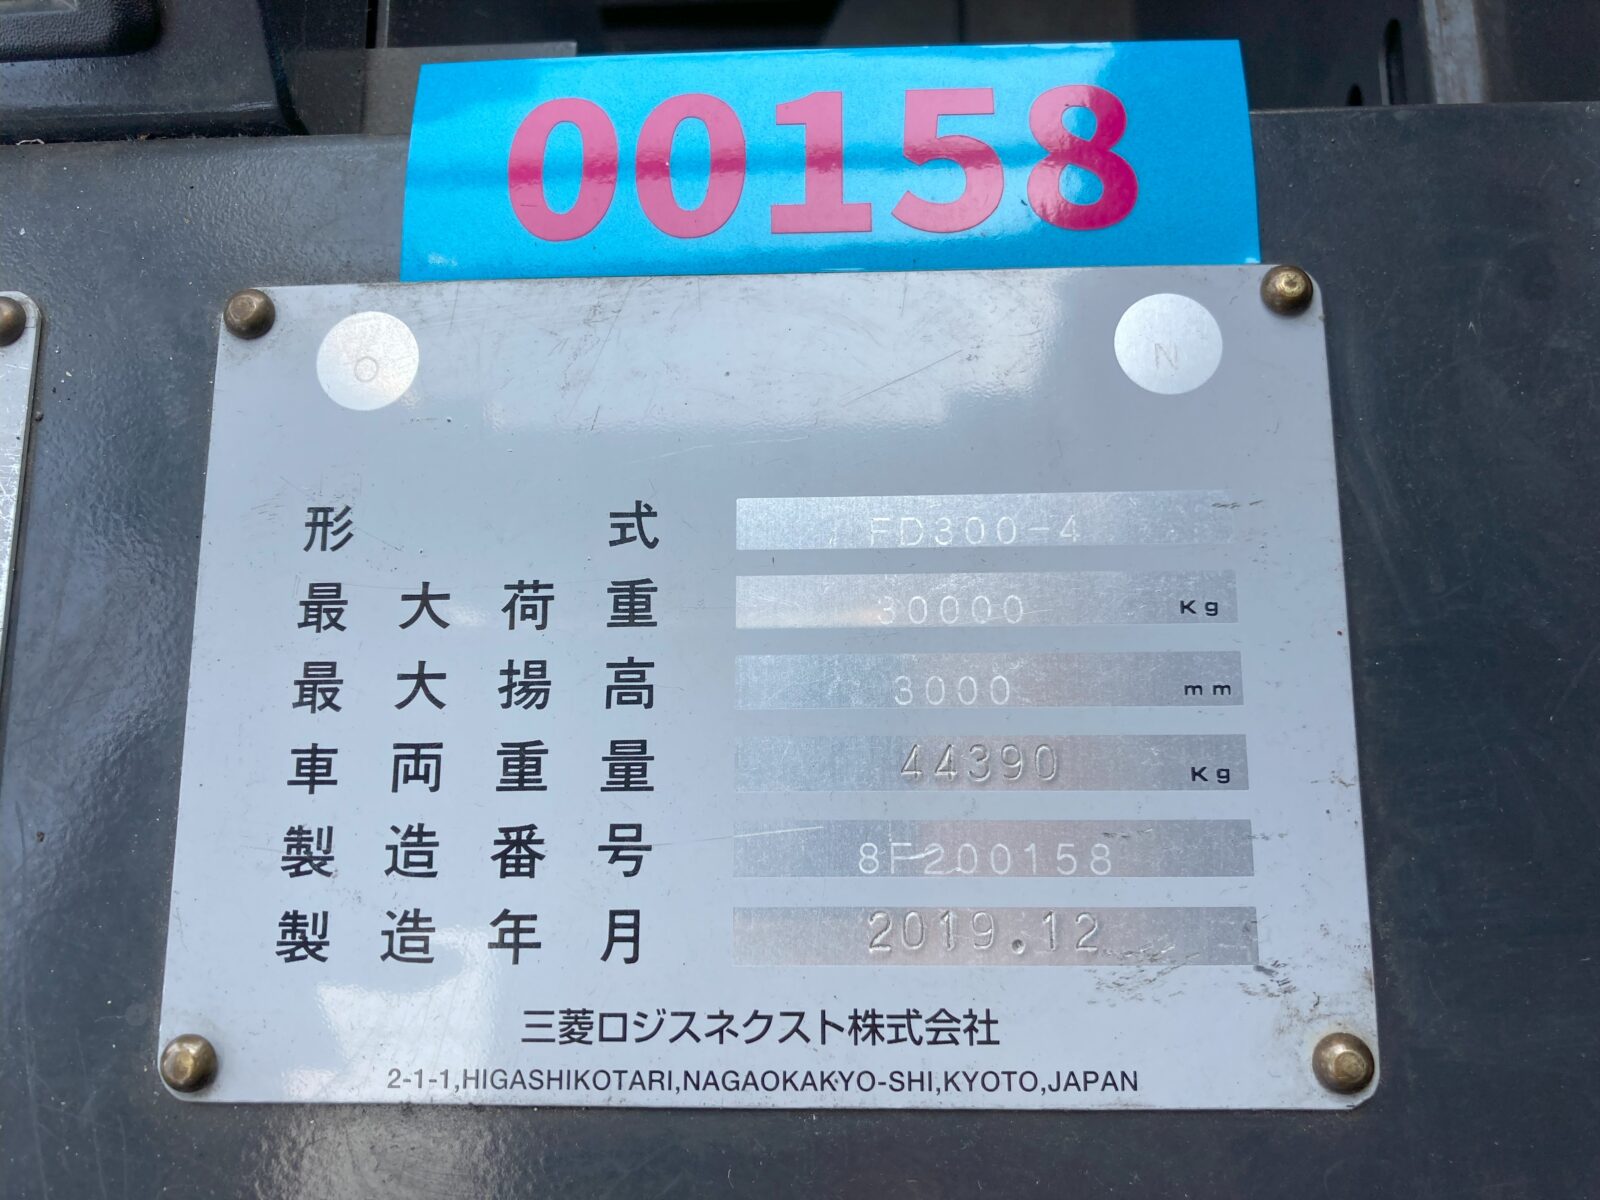 00158
O N
形式 FD300-4
最大荷重 30000 Kg
最大揚高 3000 mm
車両重量 44390 Kg
製造番号 8F200158
製造年月 2019.12
三菱ロジスネクスト株式会社
2-1-1,HIGASHIKOTARI,NAGAOKAKYO-SHI,KYOTO,JAPAN